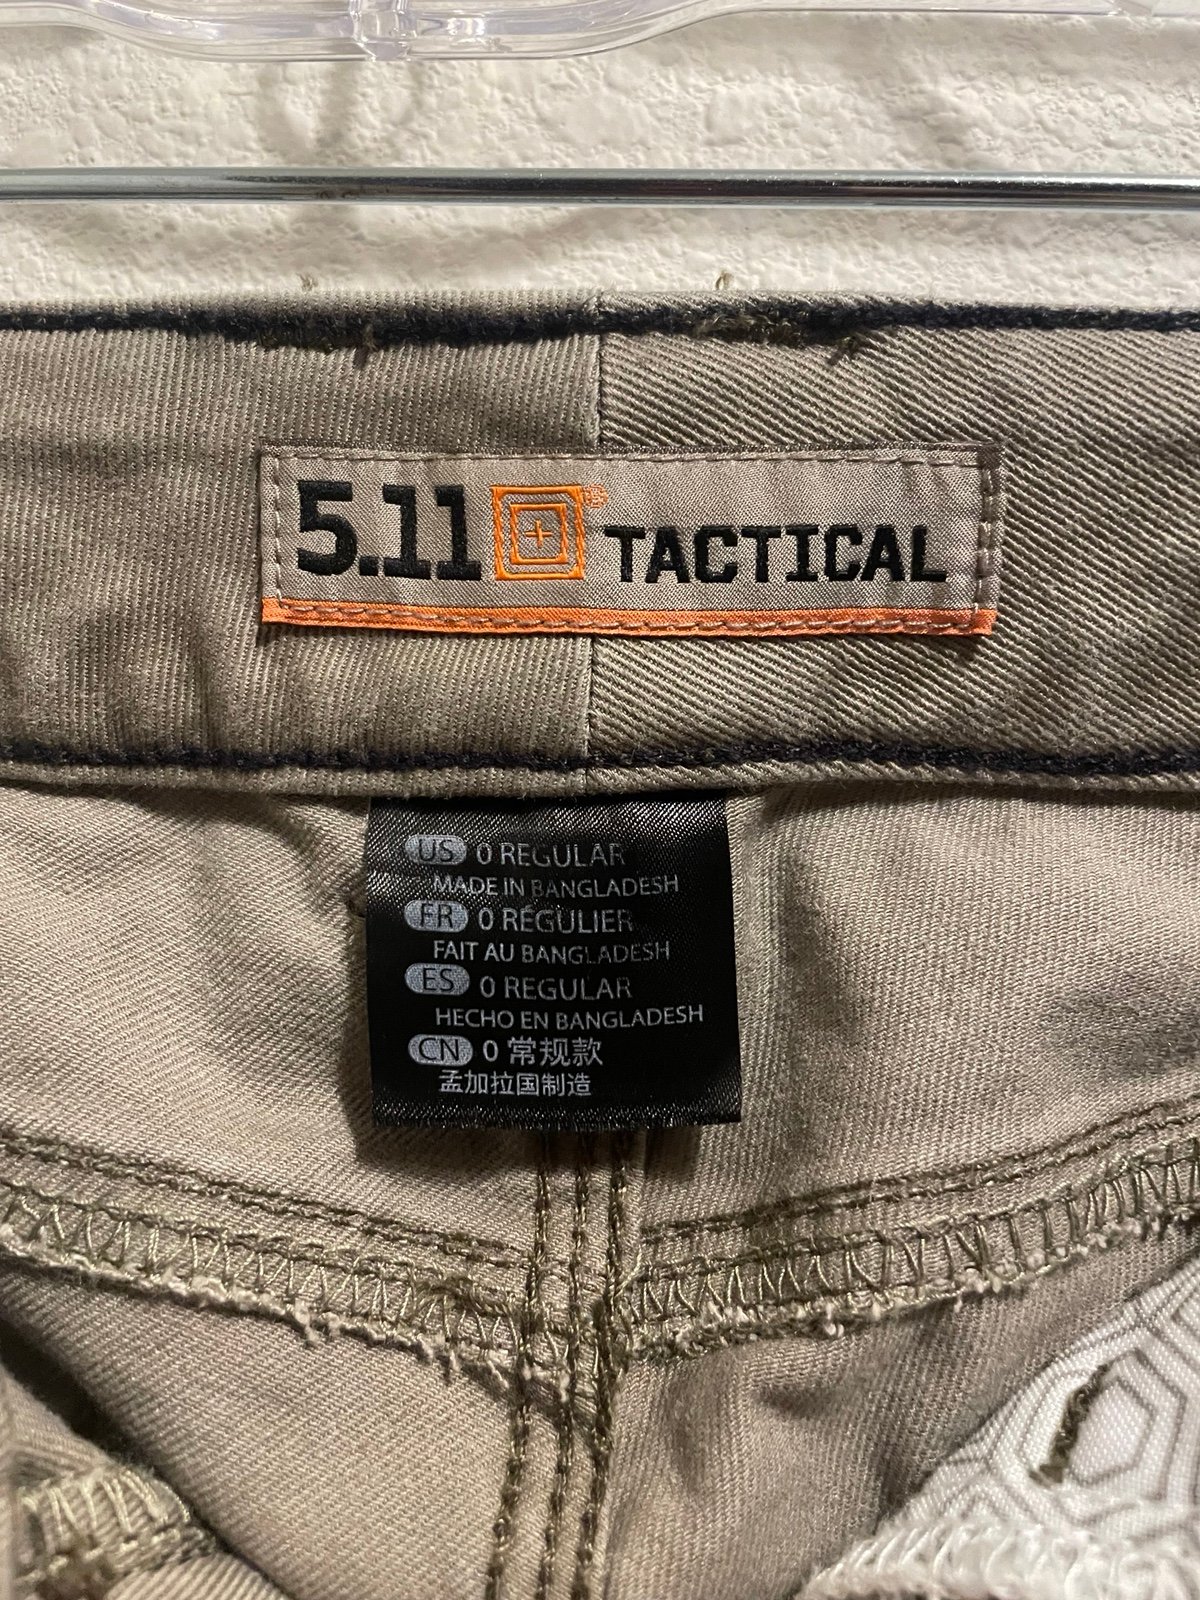 5.11 TACTICAL
US 0 REGULAR
MADE IN BANGLADESH
FR 0 RÉGULIER
FAIT AU BANGLADESH
ES 0 REGULAR
HECHO EN BANGLADESH
CN 0 常规款
孟加拉国制造